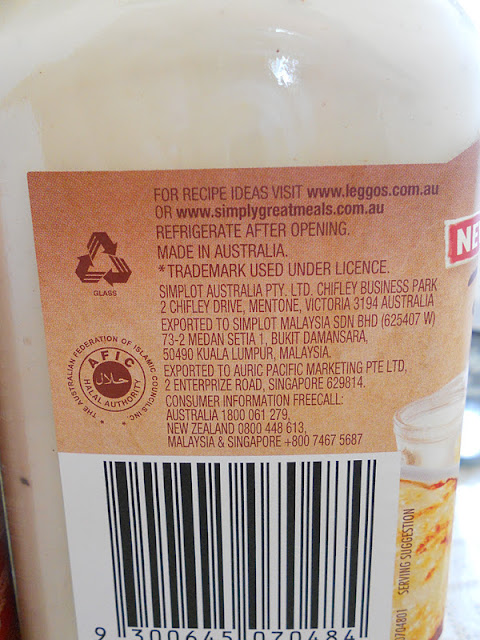 FOR RECIPE IDEAS VISIT www.leggos.com.au
OR www.simplygreatmeals.com.au
REFRIGERATE AFTER OPENING.
MADE IN AUSTRALIA.
*TRADEMARK USED UNDER LICENCE.
SIMPLOT AUSTRALIA PTY. LTD. CHIFLEY BUSINESS PARK
2 CHIFLEY DRIVE, MENTONE, VICTORIA 3194 AUSTRALIA
EXPORTED TO SIMPLOT MALAYSIA SDN BHD (625407 W)
73-2 MEDAN SETIA 1, BUKIT DAMANSARA,
50490 KUALA LUMPUR, MALAYSIA.
EXPORTED TO AURIC PACIFIC MARKETING PTE LTD,
2 ENTERPRIZE ROAD, SINGAPORE 629814.
CONSUMER INFORMATION FREECALL:
AUSTRALIA 1800 061 279,
NEW ZEALAND 0800 448 613,
MALAYSIA & SINGAPORE +800 7467 5687
GLASS
THE AUSTRALIAN FEDERATION OF ISLAMIC COUNCILS INC.
AFIC
حلال
HALAL AUTHORITY
NE
SERVING SUGGESTION
9 300645 070484